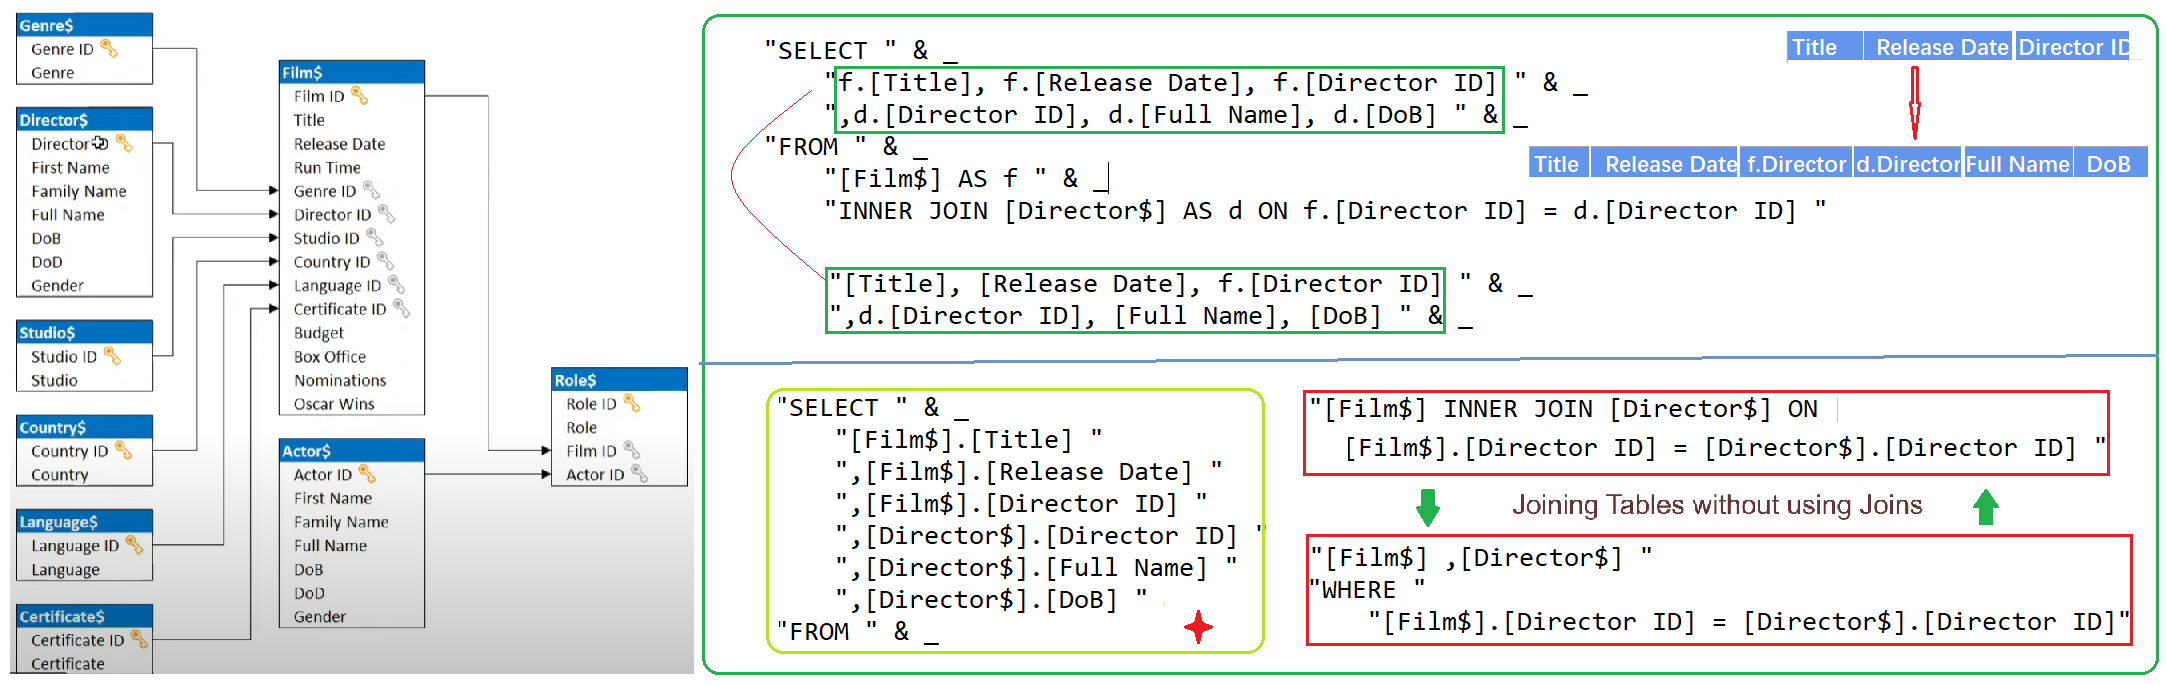 Genre$
Genre ID
Genre
Director$
Director
First Name
Family Name
Full Name
DoB
DoD
Gender
Studio$
Studio ID
Studio
Country$
Country ID
Country
Language$
Language ID
Language
Certificate$
Certificate ID
Certificate
Film$
Film ID
Title
Release Date
Run Time
Genre ID
Director ID
Studio ID
Country ID
Language ID
Certificate ID
Budget
Box Office
Nominations
Oscar Wins
Actor$
Actor ID
First Name
Family Name
Full Name
DoB
DoD
Gender
Role$
Role ID
Role
Film ID
Actor ID
"SELECT " & _
"f.[Title], f.[Release Date], f.[Director ID] " & _
",d.[Director ID], d.[Full Name], d.[DoB] " & _
"FROM " & _
"[Film$] AS f " & _
"INNER JOIN [Director$] AS d ON f.[Director ID] = d.[Director ID] "
Title Release Date Director ID
Title Release Date f.Director d.Director Full Name DoB
"[Title], [Release Date], f.[Director ID] " & _
",d.[Director ID], [Full Name], [DoB] " & _
"SELECT " & _
"[Film$].[Title] "
",[Film$].[Release Date] "
",[Film$].[Director ID] "
",[Director$].[Director ID] "
",[Director$].[Full Name] "
",[Director$].[DoB] "
"FROM " & _
"[Film$] INNER JOIN [Director$] ON
[Film$].[Director ID] = [Director$].[Director ID] "
Joining Tables without using Joins
"[Film$] ,[Director$] "
"WHERE "
"[Film$].[Director ID] = [Director$].[Director ID]"